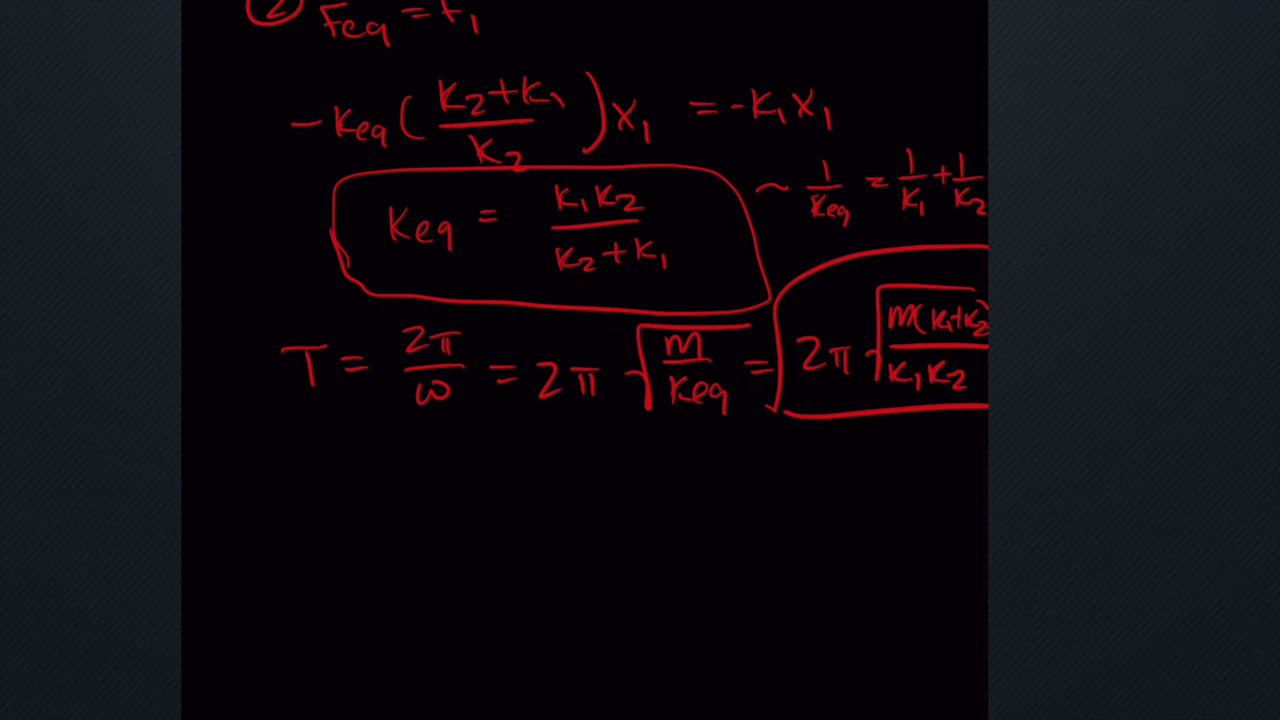 ② Feq = F₁
-Keq ( (K₂+K₁)/K₂ ) X₁ = -K₁X₁
~ 1/Keq = 1/K₁ + 1/K₂
Keq = K₁K₂/(K₂+K₁)
T = 2π/ω = 2π √(m/Keq) = 2π √(m(K₁+K₂)/K₁K₂)